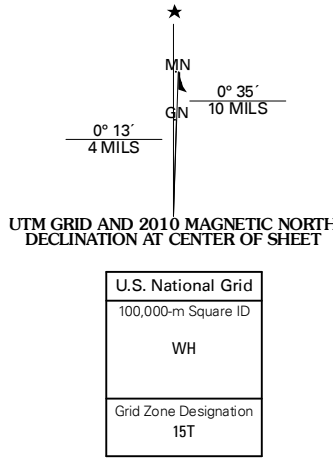 MN
0° 35´
10 MILS
GN
0° 13´
4 MILS
UTM GRID AND 2010 MAGNETIC NORTH
DECLINATION AT CENTER OF SHEET
U.S. National Grid
100,000-m Square ID
WH
Grid Zone Designation
15T